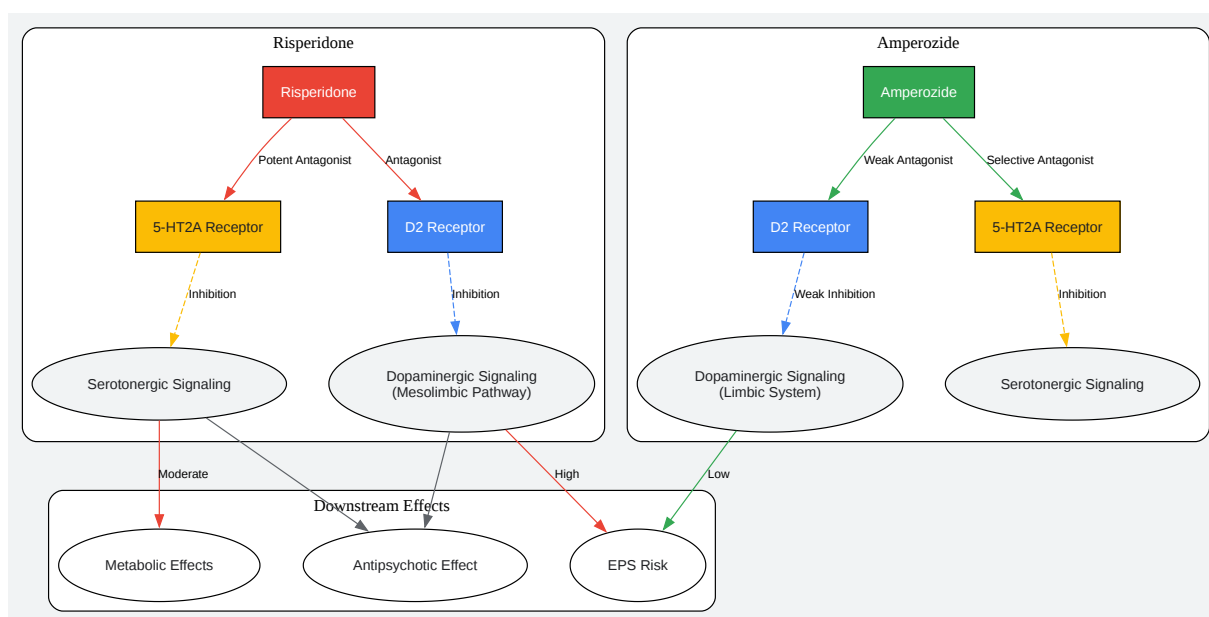 Risperidone
Amperozide
Risperidone
Amperozide
Potent Antagonist
Antagonist
Weak Antagonist
Selective Antagonist
5-HT2A Receptor
D2 Receptor
D2 Receptor
5-HT2A Receptor
Inhibition
Inhibition
Weak Inhibition
Inhibition
Serotonergic Signaling
Dopaminergic Signaling
(Mesolimbic Pathway)
Dopaminergic Signaling
(Limbic System)
Serotonergic Signaling
Moderate
High
Low
Downstream Effects
Metabolic Effects
Antipsychotic Effect
EPS Risk